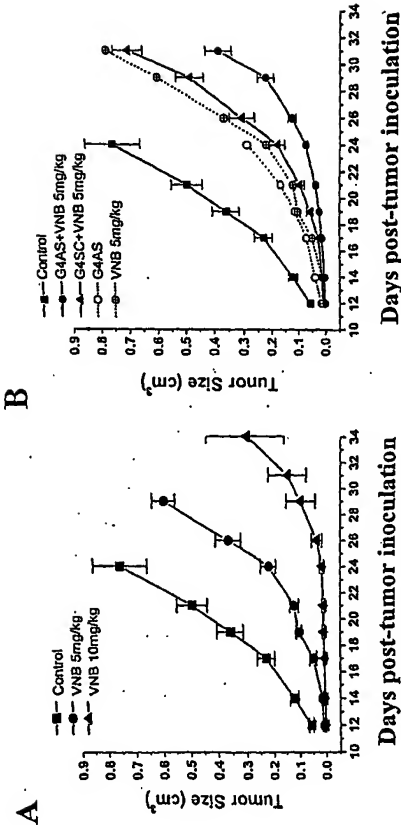 A
Control
VNB 5mg/kg
VNB 10mg/kg
Tumor Size (cm³)
0.9
0.8
0.7
0.6
0.5
0.4
0.3
0.2
0.1
0.0
10 12 14 16 18 20 22 24 26 28 30 32 34
Days post-tumor inoculation
B
Control
G4AS+VNB 5mg/kg
G4SC+VNB 5mg/kg
G4AS
VNB 5mg/kg
Tunor Size (cm³)
0.9
0.8
0.7
0.6
0.5
0.4
0.3
0.2
0.1
0.0
10 12 14 16 18 20 22 24 26 28 30 32 34
Days post-tumor inoculation